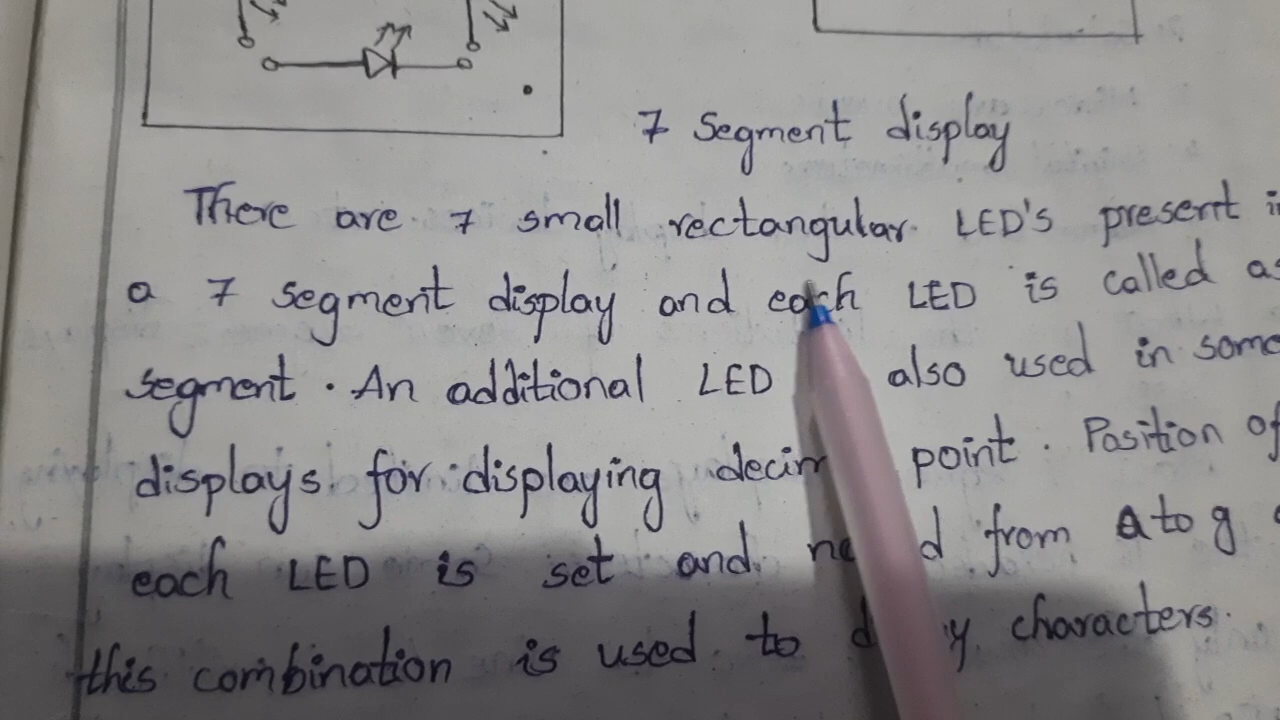 7 Segment display
There are 7 small rectangular LED's present
a 7 segment display and each LED is called as
segment. An additional LED also used in some
displays for displaying point. Position of
each LED is set and from a to g
this combination is used to characters.